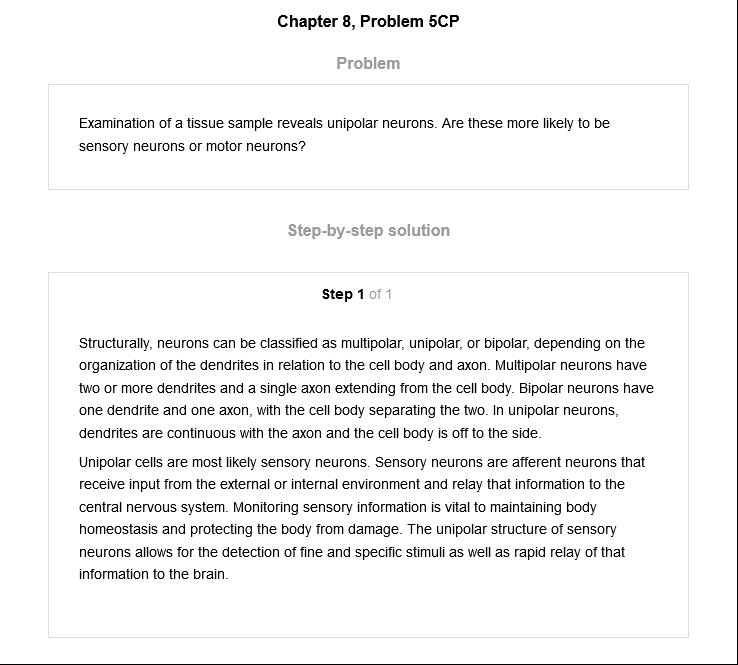 Chapter 8, Problem 5CP
Problem
Examination of a tissue sample reveals unipolar neurons. Are these more likely to be
sensory neurons or motor neurons?
Step-by-step solution
Step 1 of 1
Structurally, neurons can be classified as multipolar, unipolar, or bipolar, depending on the
organization of the dendrites in relation to the cell body and axon. Multipolar neurons have
two or more dendrites and a single axon extending from the cell body. Bipolar neurons have
one dendrite and one axon, with the cell body separating the two. In unipolar neurons,
dendrites are continuous with the axon and the cell body is off to the side.
Unipolar cells are most likely sensory neurons. Sensory neurons are afferent neurons that
receive input from the external or internal environment and relay that information to the
central nervous system. Monitoring sensory information is vital to maintaining body
homeostasis and protecting the body from damage. The unipolar structure of sensory
neurons allows for the detection of fine and specific stimuli as well as rapid relay of that
information to the brain.